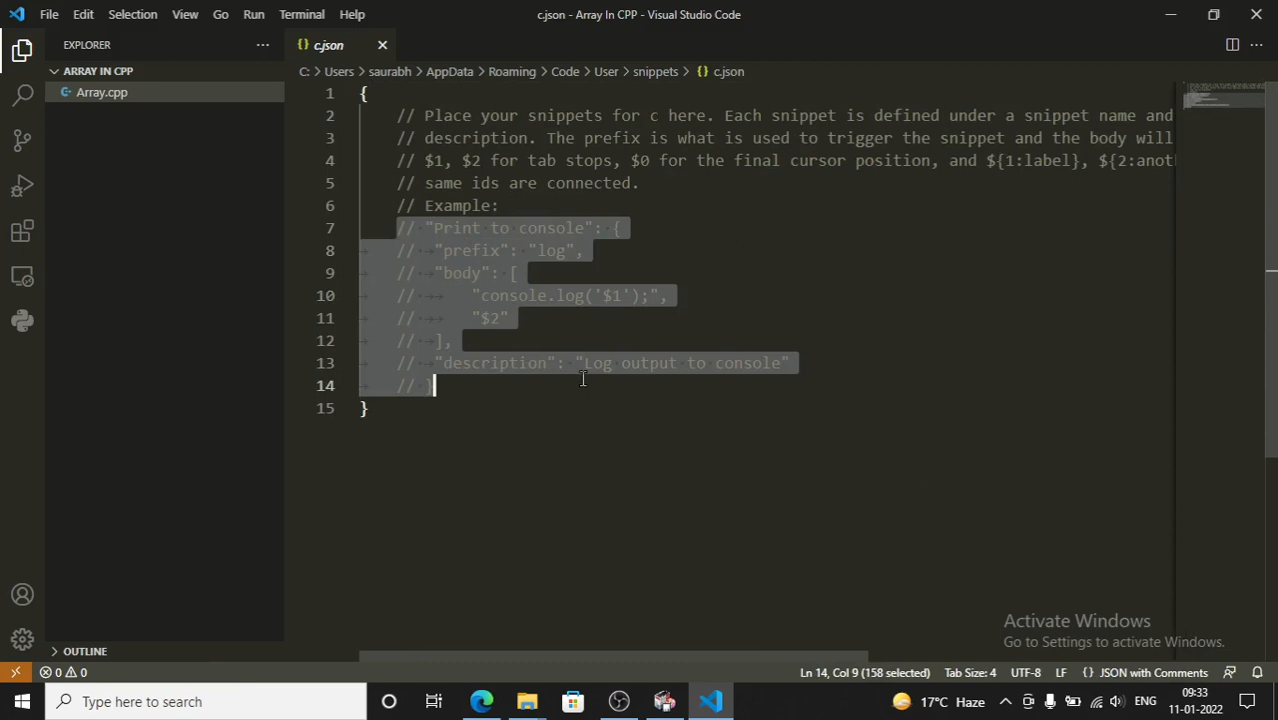 File Edit Selection View Go Run Terminal Help
c.json - Array In CPP - Visual Studio Code
EXPLORER
c.json
ARRAY IN CPP
C: > Users > saurabh > AppData > Roaming > Code > User > snippets > {} c.json
Array.cpp
1 {
2 // Place your snippets for c here. Each snippet is defined under a snippet name and
3 // description. The prefix is what is used to trigger the snippet and the body will
4 // $1, $2 for tab stops, $0 for the final cursor position, and ${1:label},
5 // same ids are connected.
6 // Example:
7 // "Print to console": {
8 // "prefix": "log",
9 // "body": [
10 // "console.log('$1');",
11 // "$2"
12 // ],
13 // "description": "Log output to console"
14 // }
15 }
Activate Windows
Go to Settings to activate Windows.
OUTLINE
0 0
Ln 14, Col 9 (158 selected) Tab Size: 4 UTF-8 LF {} JSON with Comments
Type here to search
17°C Haze
ENG
09:33
11-01-2022